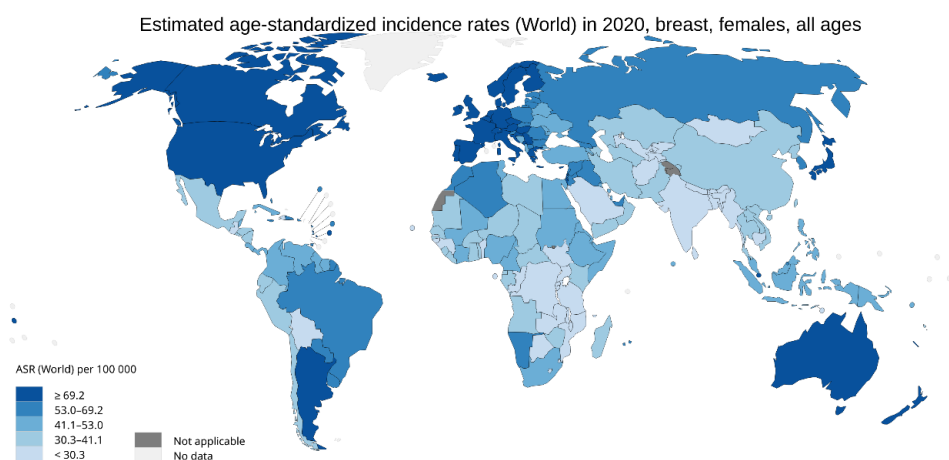 Estimated age-standardized incidence rates (World) in 2020, breast, females, all ages
ASR (World) per 100 000
≥ 69.2
53.0–69.2
41.1–53.0
30.3–41.1
< 30.3
Not applicable
No data